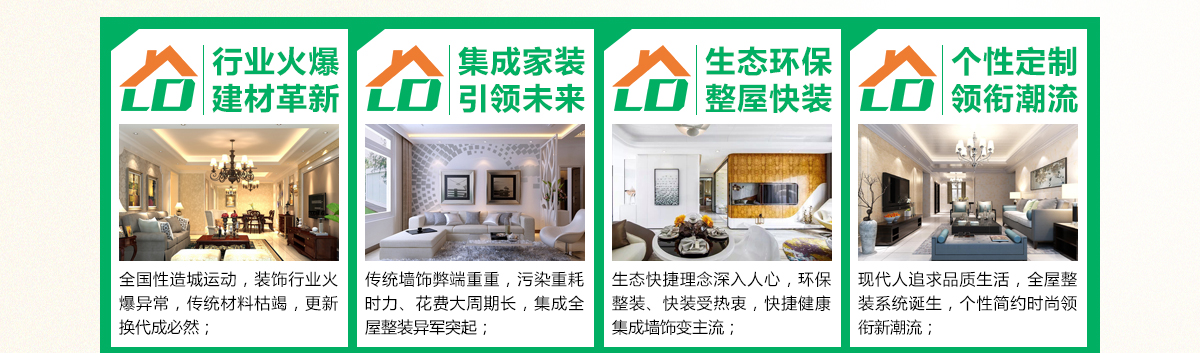 LD
行业火爆
建材革新
全国性造城运动，装饰行业火
爆异常，传统材料枯竭，更新
换代成必然；
LD
集成家装
引领未来
传统墙饰弊端重重，污染重耗
时力、花费大周期长，集成全
屋整装异军突起；
LD
生态环保
整屋快装
生态快捷理念深入人心，环保
整装、快装受热衷，快捷健康
集成墙饰变主流；
LD
个性定制
领衔潮流
现代人追求品质生活，全屋整
装系统诞生，个性简约时尚领
衔新潮流；